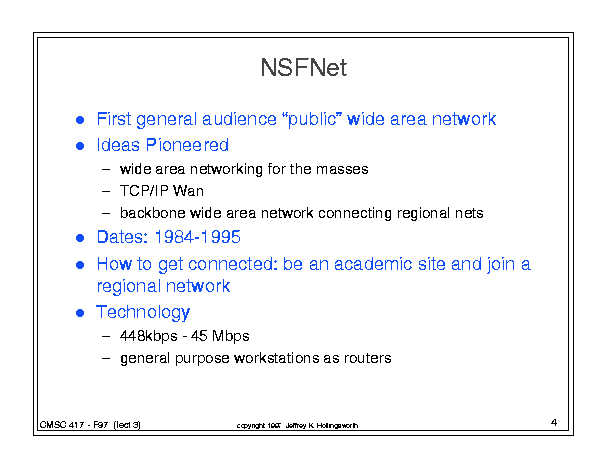 NSFNet
● First general audience “public” wide area network
● Ideas Pioneered
– wide area networking for the masses
– TCP/IP Wan
– backbone wide area network connecting regional nets
● Dates: 1984-1995
● How to get connected: be an academic site and join a
regional network
● Technology
– 448kbps - 45 Mbps
– general purpose workstations as routers
CMSC 417 - F97 (lect 3)
copyright 1997 Jeffrey K. Hollingsworth
4